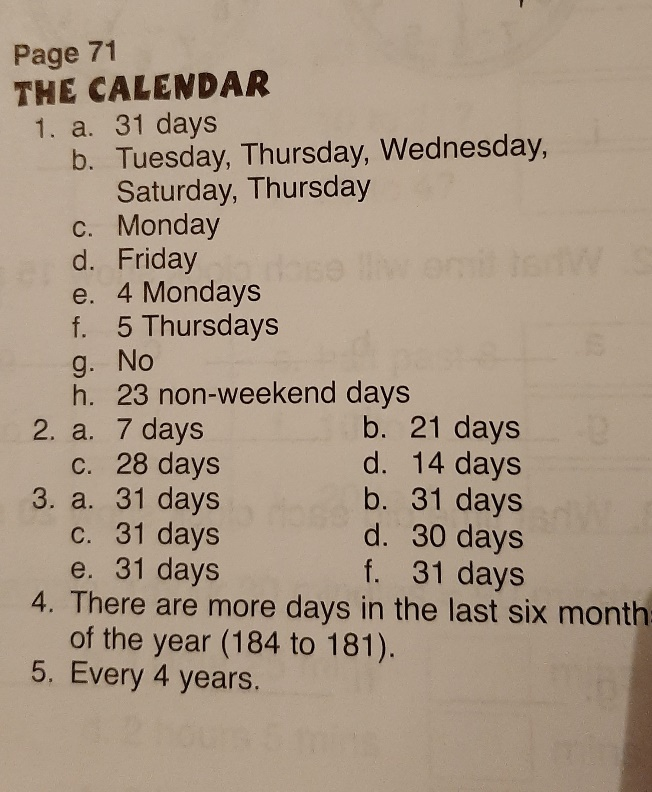 Page 71
THE CALENDAR
1. a. 31 days
b. Tuesday, Thursday, Wednesday,
Saturday, Thursday
c. Monday
d. Friday
e. 4 Mondays
f. 5 Thursdays
g. No
h. 23 non-weekend days
2. a. 7 days b. 21 days
c. 28 days d. 14 days
3. a. 31 days b. 31 days
c. 31 days d. 30 days
e. 31 days f. 31 days
4. There are more days in the last six month
of the year (184 to 181).
5. Every 4 years.